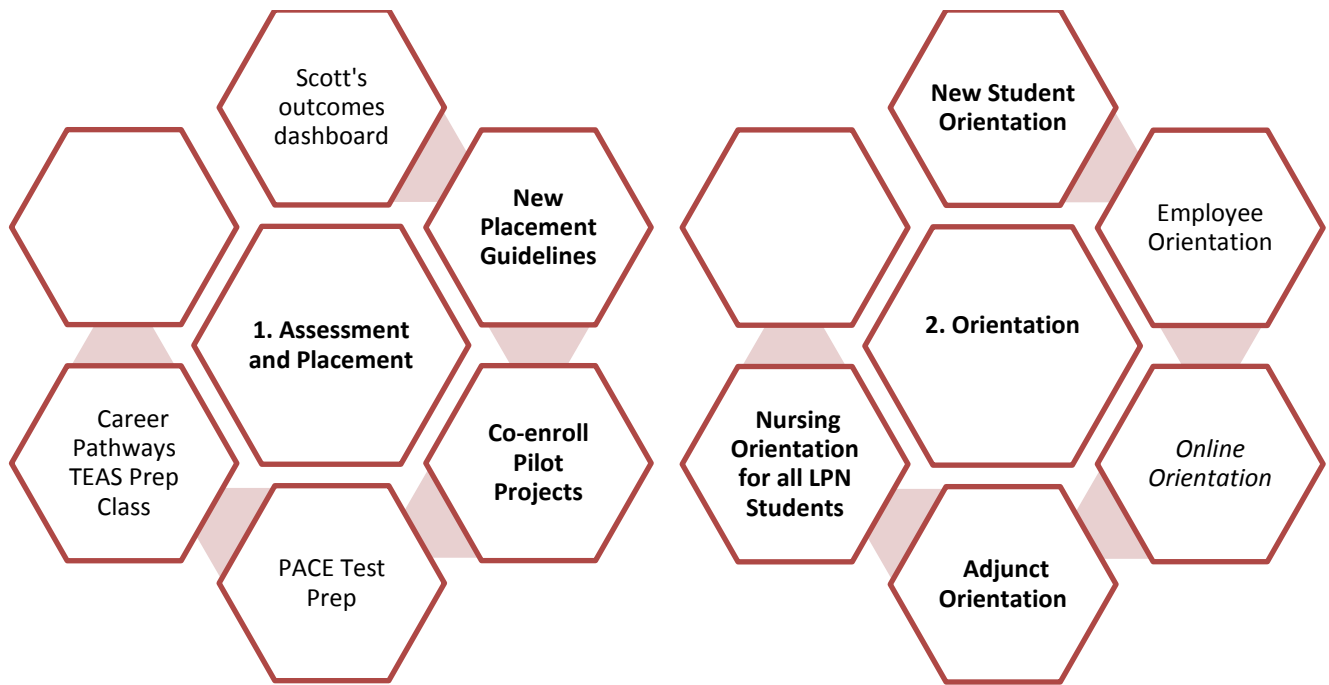 Scott's
outcomes
dashboard
New
Placement
Guidelines
1. Assessment
and Placement
Career
Pathways
TEAS Prep
Class
Co-enroll
Pilot
Projects
PACE Test
Prep
New Student
Orientation
Employee
Orientation
2. Orientation
Nursing
Orientation
for all LPN
Students
Online
Orientation
Adjunct
Orientation